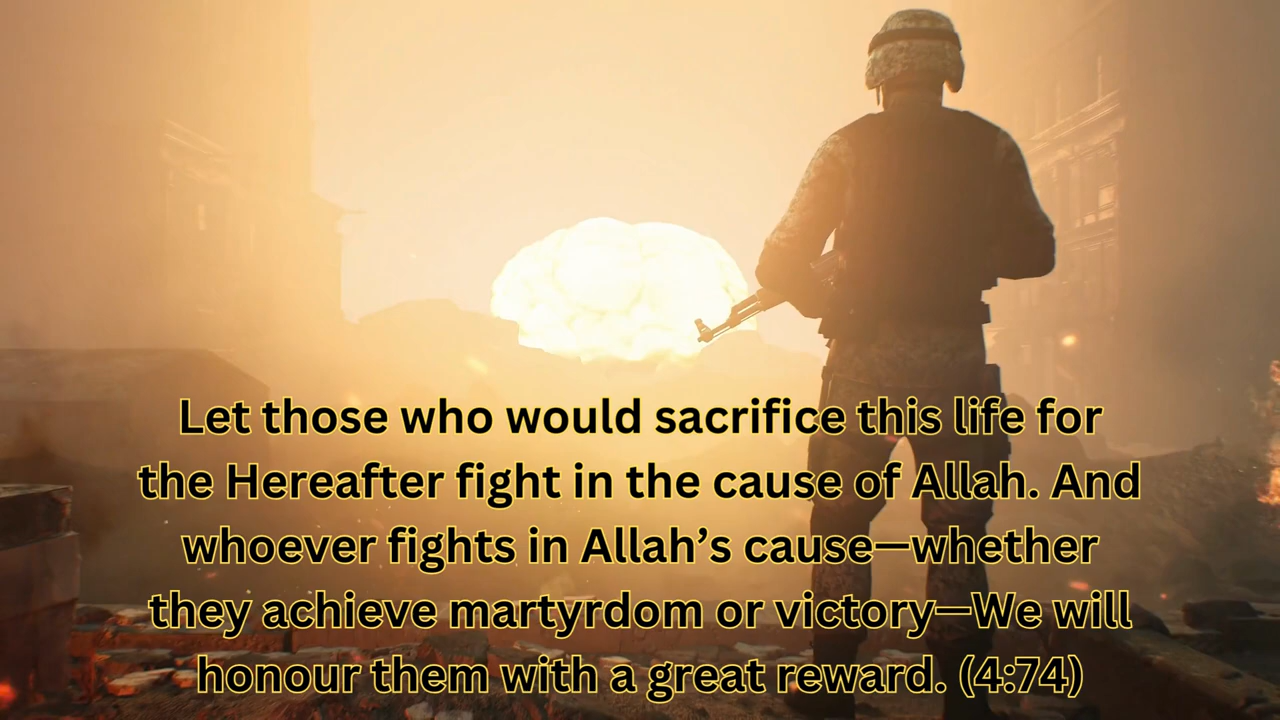 Let those who would sacrifice this life for
the Hereafter fight in the cause of Allah. And
whoever fights in Allah’s cause—whether
they achieve martyrdom or victory—We will
honour them with a great reward. (4:74)